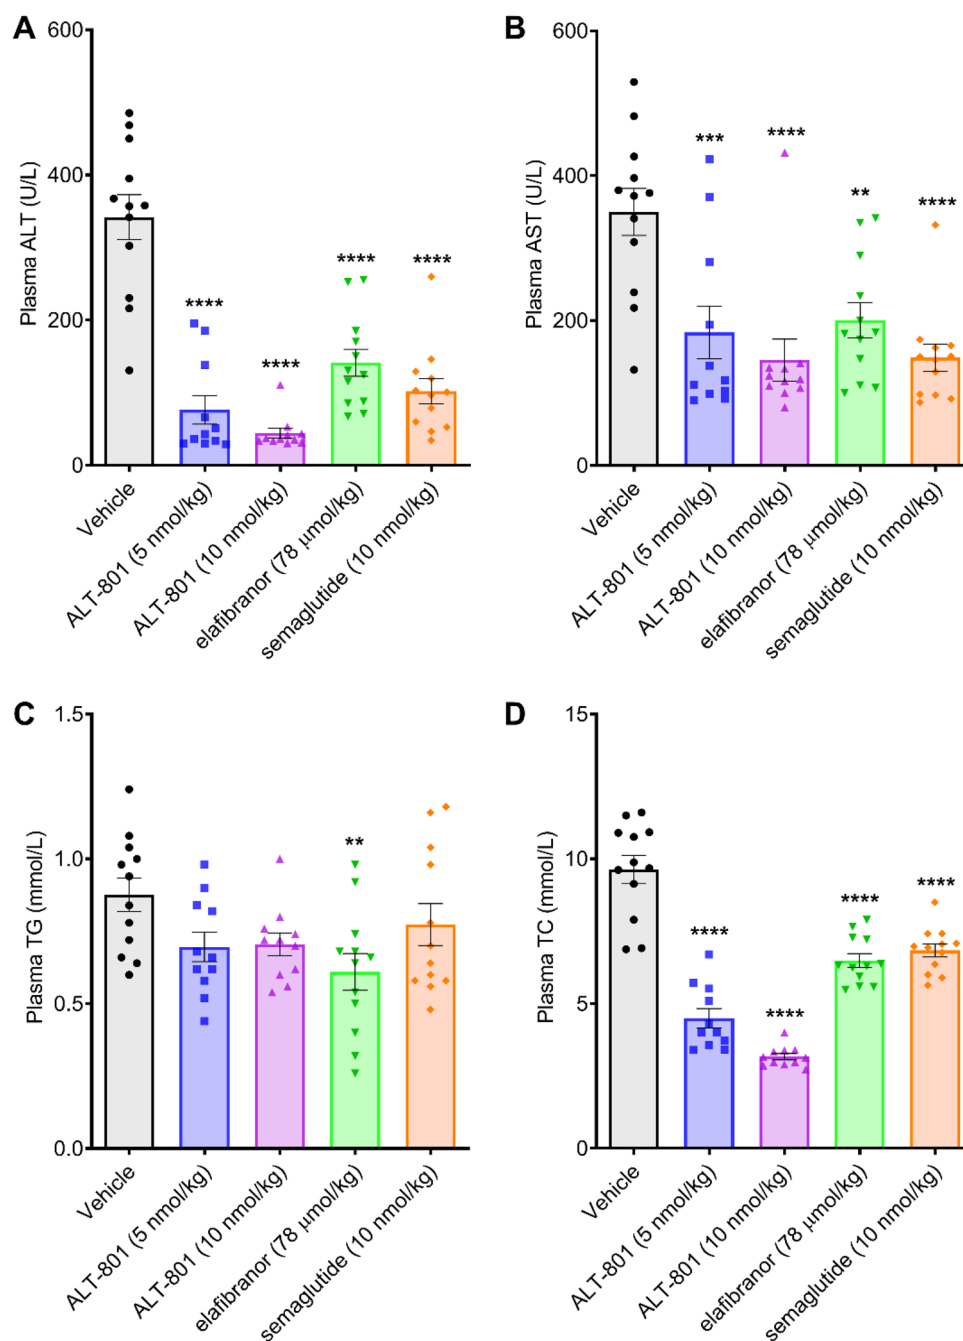 A
Plasma ALT (U/L)
600
400
200
0
****
****
****
****
Vehicle
ALT-801 (5 nmol/kg)
ALT-801 (10 nmol/kg)
elafibranor (78 μmol/kg)
semaglutide (10 nmol/kg)
B
Plasma AST (U/L)
600
400
200
0
***
****
**
****
Vehicle
ALT-801 (5 nmol/kg)
ALT-801 (10 nmol/kg)
elafibranor (78 μmol/kg)
semaglutide (10 nmol/kg)
C
Plasma TG (mmol/L)
1.5
1.0
0.5
0.0
**
Vehicle
ALT-801 (5 nmol/kg)
ALT-801 (10 nmol/kg)
elafibranor (78 μmol/kg)
semaglutide (10 nmol/kg)
D
Plasma TC (mmol/L)
15
10
5
0
****
****
****
****
Vehicle
ALT-801 (5 nmol/kg)
ALT-801 (10 nmol/kg)
elafibranor (78 μmol/kg)
semaglutide (10 nmol/kg)